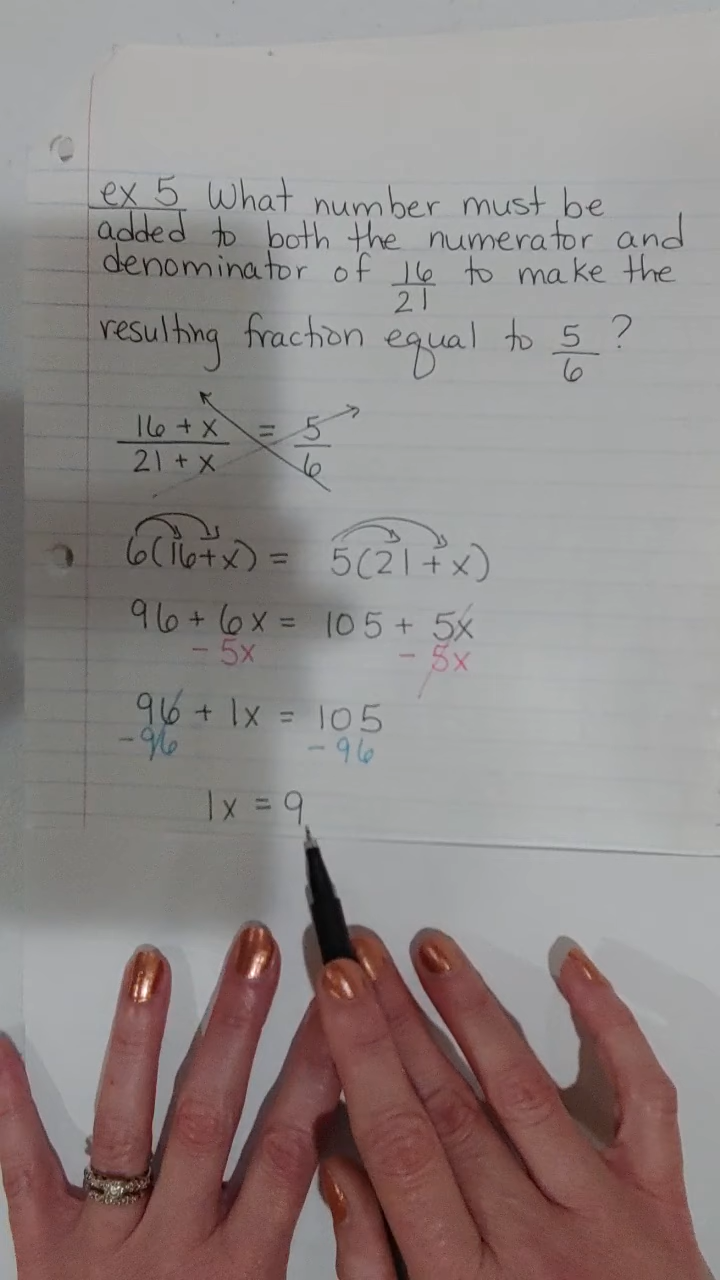 ex 5 What number must be
added to both the numerator and
denominator of 16/21 to make the
resulting fraction equal to 5/6 ?
16 + x = 5
21 + x 6
6(16+x) = 5(21+x)
96 + 6x = 105 + 5x
- 5x - 5x
96 + 1x = 105
-96 - 96
1x = 9